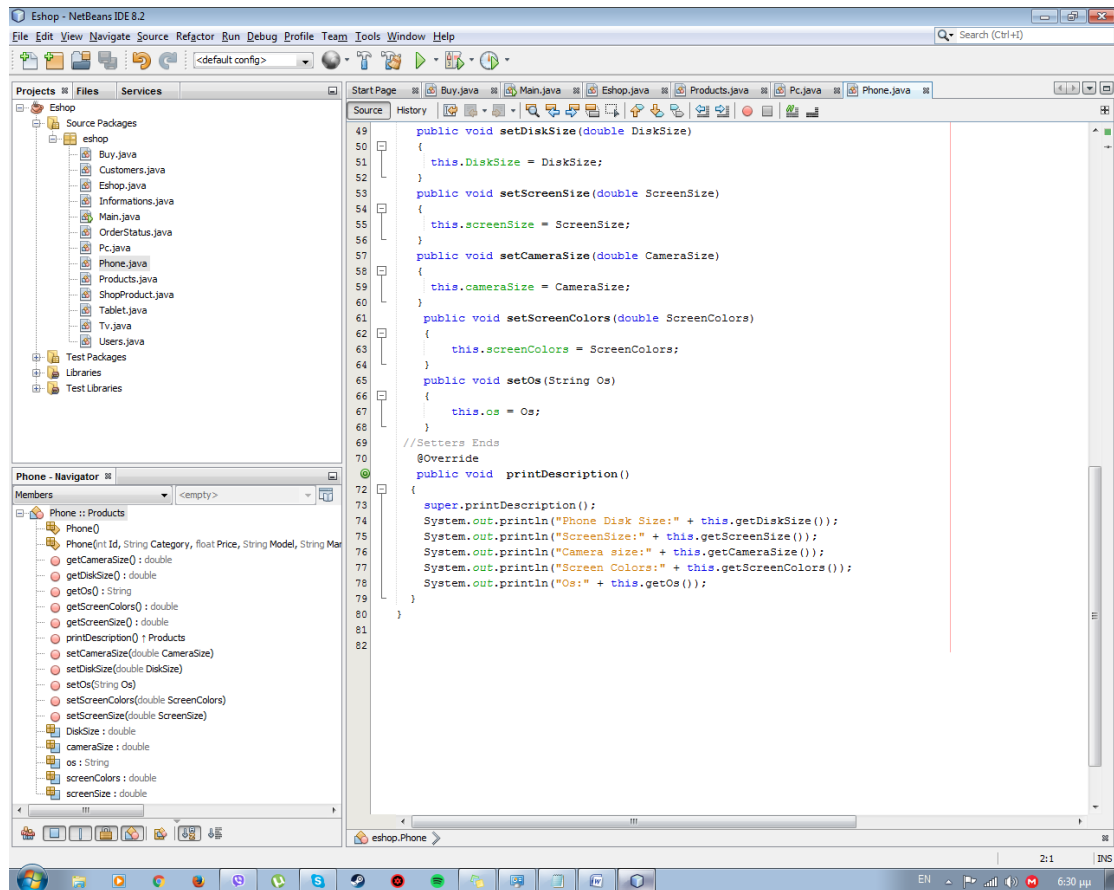 Eshop - NetBeans IDE 8.2
File Edit View Navigate Source Refactor Run Debug Profile Team Tools Window Help
Search (Ctrl+I)
<default config>
Projects Files Services
Start Page Buy.java Main.java Eshop.java Products.java Pc.java Phone.java
Source History
Eshop
Source Packages
eshop
Buy.java
Customers.java
Eshop.java
Informations.java
Main.java
OrderStatus.java
Pc.java
Phone.java
Products.java
ShopProduct.java
Tablet.java
Tv.java
Users.java
Test Packages
Libraries
Test Libraries
Phone - Navigator
Members <empty>
Phone :: Products
Phone()
Phone(int Id, String Category, float Price, String Model, String Mar
getCameraSize() : double
getDiskSize() : double
getOs() : String
getScreenColors() : double
getScreenSize() : double
printDescription() ↑ Products
setCameraSize(double CameraSize)
setDiskSize(double DiskSize)
setOs(String Os)
setScreenColors(double ScreenColors)
setScreenSize(double ScreenSize)
DiskSize : double
cameraSize : double
os : String
screenColors : double
screenSize : double
49 public void setDiskSize(double DiskSize)
50 {
51 this.DiskSize = DiskSize;
52 }
53 public void setScreenSize(double ScreenSize)
54 {
55 this.screenSize = ScreenSize;
56 }
57 public void setCameraSize(double CameraSize)
58 {
59 this.cameraSize = CameraSize;
60 }
61 public void setScreenColors(double ScreenColors)
62 {
63 this.screenColors = ScreenColors;
64 }
65 public void setOs(String Os)
66 {
67 this.os = Os;
68 }
69 //Setters Ends
70 @Override
public void printDescription()
72 {
73 super.printDescription();
74 System.out.println("Phone Disk Size:" + this.getDiskSize());
75 System.out.println("ScreenSize:" + this.getScreenSize());
76 System.out.println("Camera size:" + this.getCameraSize());
77 System.out.println("Screen Colors:" + this.getScreenColors());
78 System.out.println("Os:" + this.getOs());
79 }
80 }
81
82
eshop.Phone
2:1 INS
EN 6:30 μμ